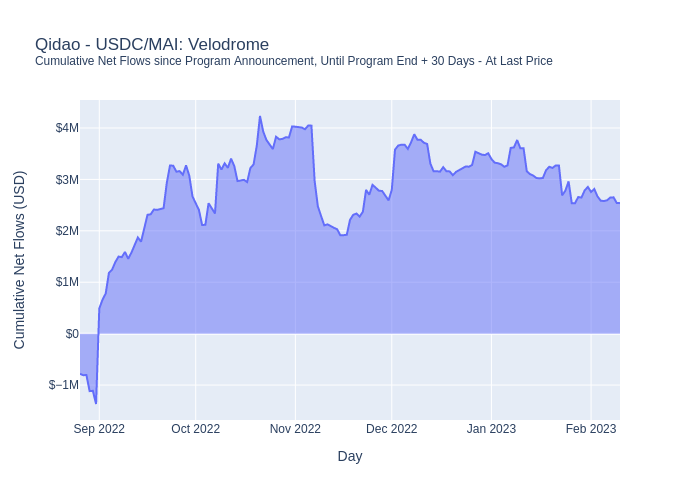 Qidao - USDC/MAI: Velodrome
Cumulative Net Flows since Program Announcement, Until Program End + 30 Days - At Last Price
Cumulative Net Flows (USD)
$4M
$3M
$2M
$1M
$0
$−1M
Sep 2022 Oct 2022 Nov 2022 Dec 2022 Jan 2023 Feb 2023
Day